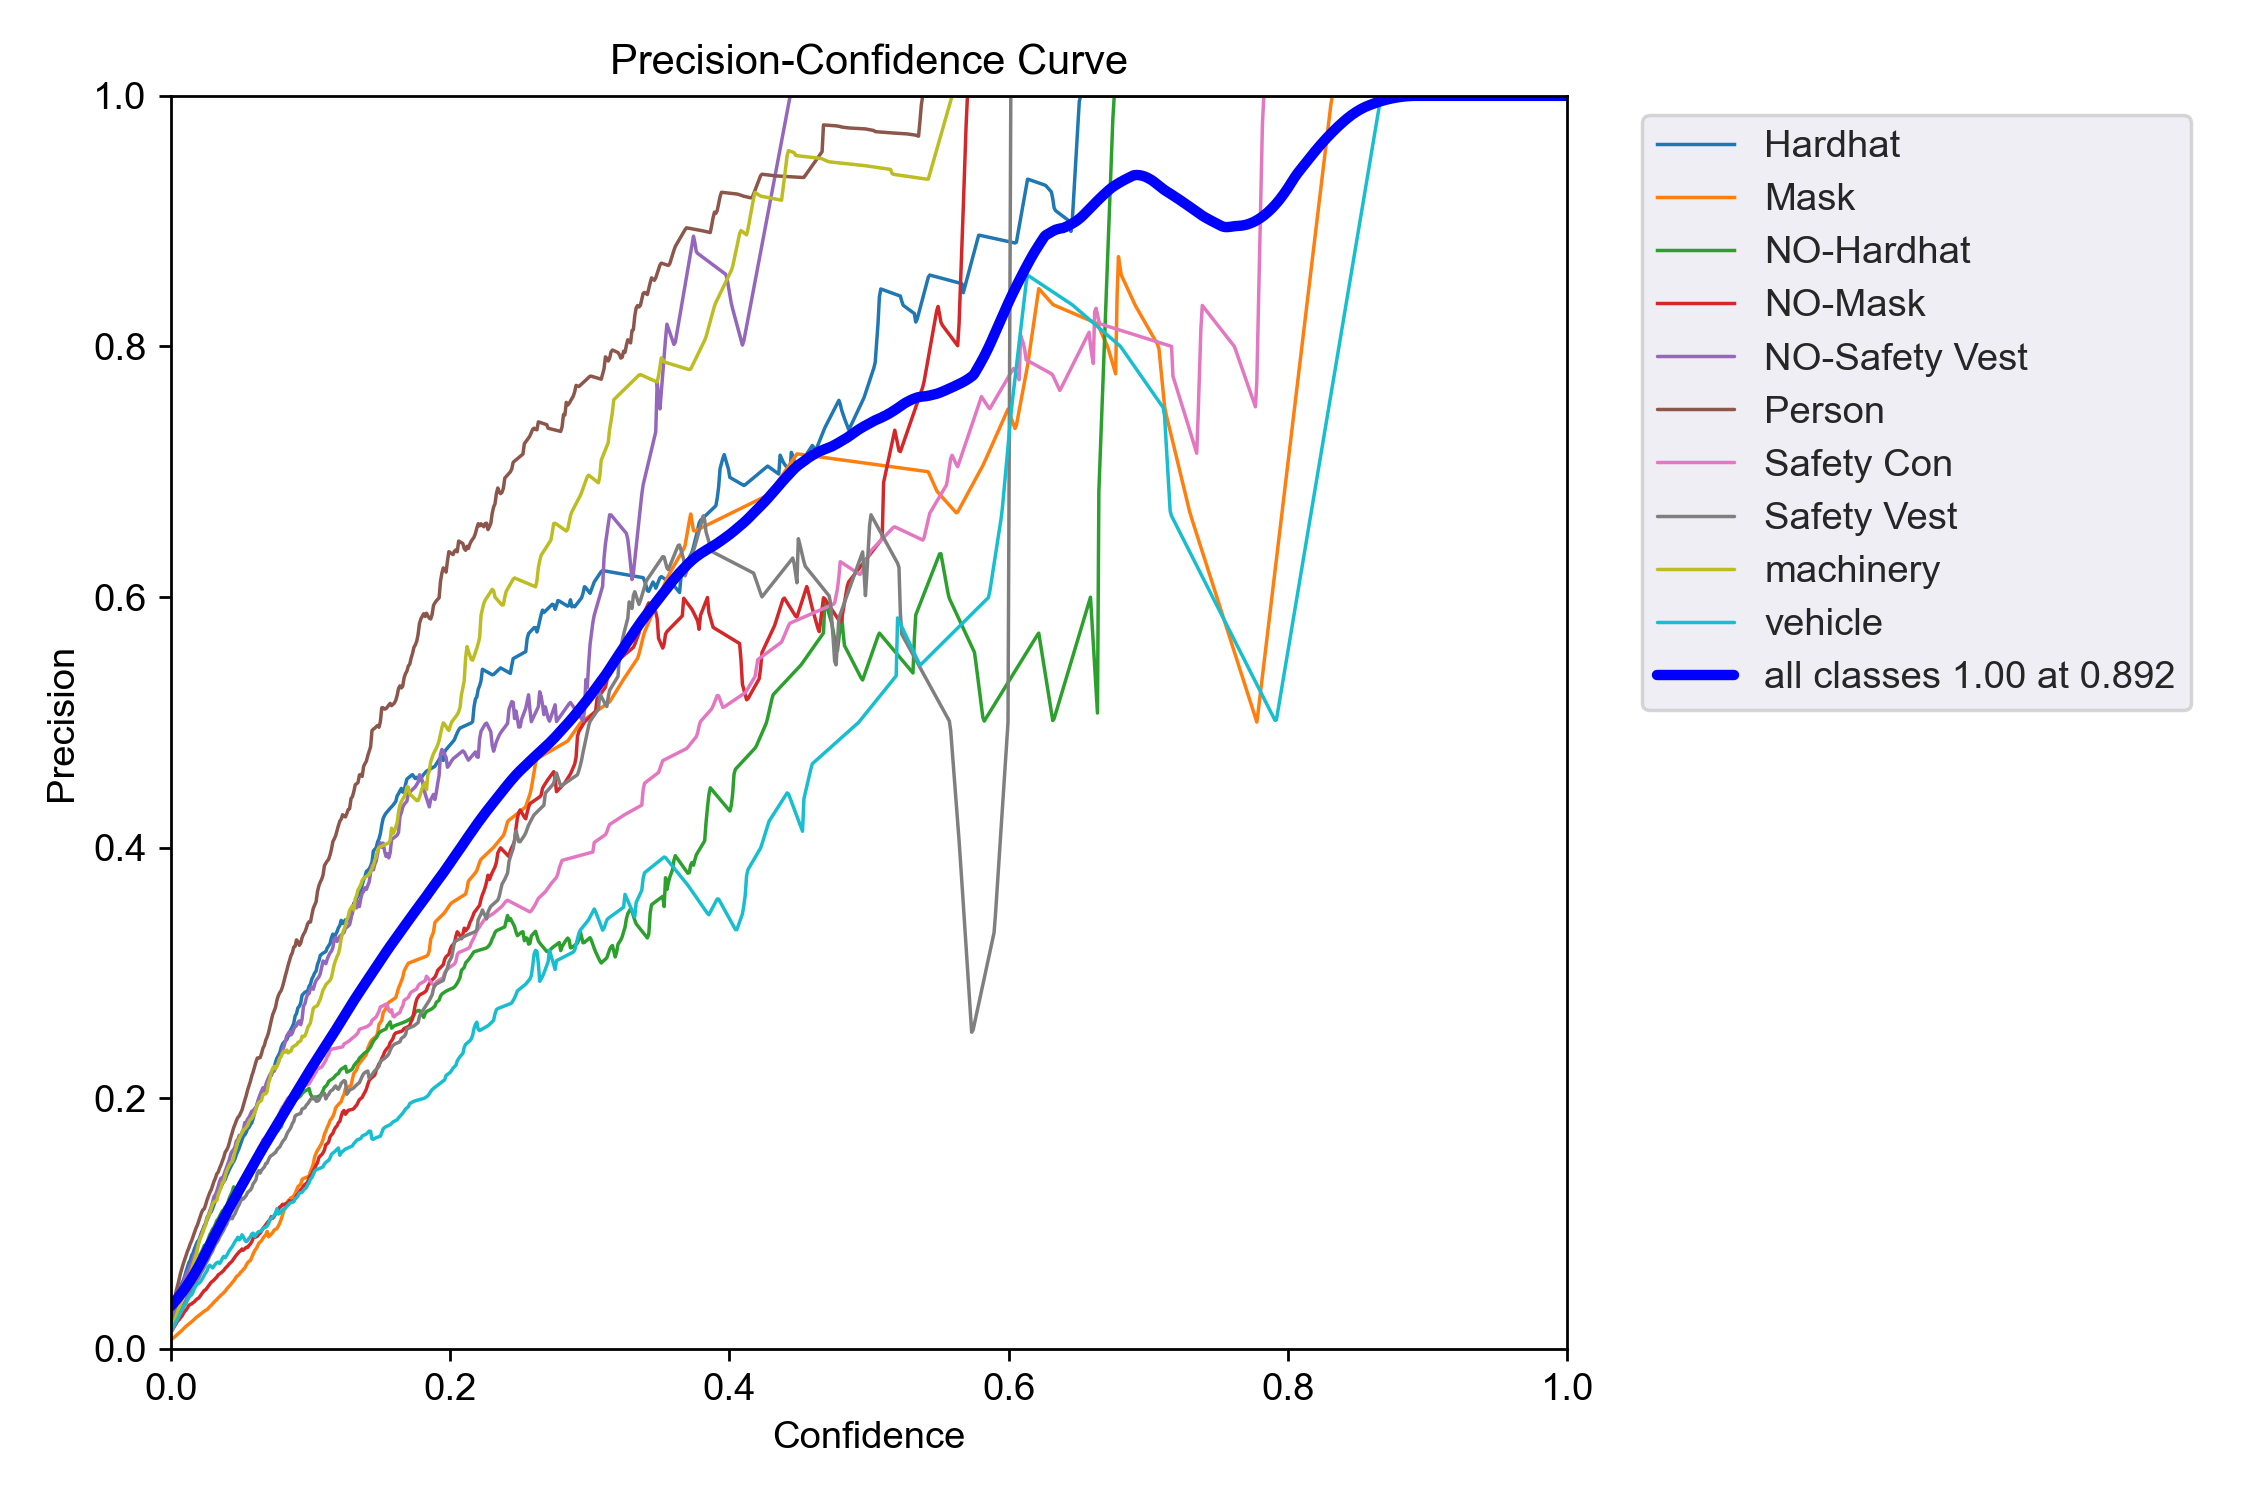 Precision-Confidence Curve
1.0
0.8
0.6
0.4
0.2
0.0
Precision
0.0 0.2 0.4 0.6 0.8 1.0
Confidence
Hardhat
Mask
NO-Hardhat
NO-Mask
NO-Safety Vest
Person
Safety Con
Safety Vest
machinery
vehicle
all classes 1.00 at 0.892